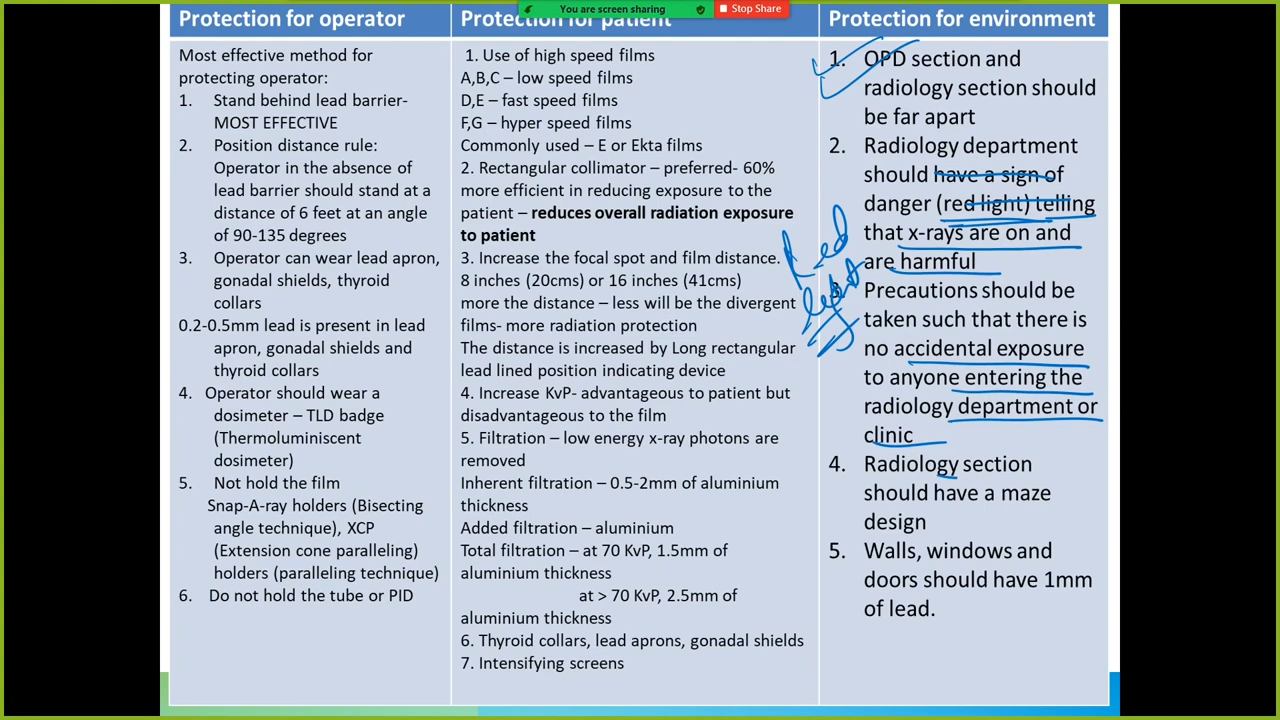 You are screen sharing
Stop Share
Protection for operator
Protection for patient
Protection for environment
Most effective method for
protecting operator:
1. Stand behind lead barrier-
MOST EFFECTIVE
2. Position distance rule:
Operator in the absence of
lead barrier should stand at a
distance of 6 feet at an angle
of 90-135 degrees
3. Operator can wear lead apron,
gonadal shields, thyroid
collars
0.2-0.5mm lead is present in lead
apron, gonadal shields and
thyroid collars
4. Operator should wear a
dosimeter – TLD badge
(Thermoluminiscent
dosimeter)
5. Not hold the film
Snap-A-ray holders (Bisecting
angle technique), XCP
(Extension cone paralleling)
holders (paralleling technique)
6. Do not hold the tube or PID
1. Use of high speed films
A,B,C – low speed films
D,E – fast speed films
F,G – hyper speed films
Commonly used – E or Ekta films
2. Rectangular collimator – preferred- 60%
more efficient in reducing exposure to the
patient – reduces overall radiation exposure
to patient
3. Increase the focal spot and film distance.
8 inches (20cms) or 16 inches (41cms)
more the distance – less will be the divergent
films- more radiation protection
The distance is increased by Long rectangular
lead lined position indicating device
4. Increase KvP- advantageous to patient but
disadvantageous to the film
5. Filtration – low energy x-ray photons are
removed
Inherent filtration – 0.5-2mm of aluminium
thickness
Added filtration – aluminium
Total filtration – at 70 KvP, 1.5mm of
aluminium thickness
at > 70 KvP, 2.5mm of
aluminium thickness
6. Thyroid collars, lead aprons, gonadal shields
7. Intensifying screens
1. OPD section and
radiology section should
be far apart
2. Radiology department
should have a sign of
danger (red light) telling
that x-rays are on and
are harmful
3. Precautions should be
taken such that there is
no accidental exposure
to anyone entering the
radiology department or
clinic
4. Radiology section
should have a maze
design
5. Walls, windows and
doors should have 1mm
of lead.
Red